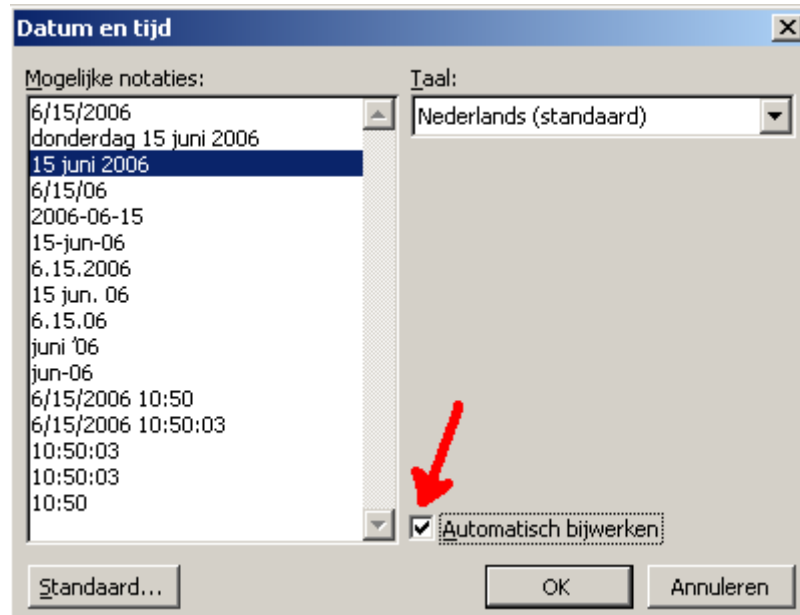 Datum en tijd
Mogelijke notaties:
Taal:
6/15/2006
donderdag 15 juni 2006
15 juni 2006
6/15/06
2006-06-15
15-jun-06
6.15.2006
15 jun. 06
6.15.06
juni '06
jun-06
6/15/2006 10:50
6/15/2006 10:50:03
10:50:03
10:50:03
10:50
Nederlands (standaard)
Automatisch bijwerken
Standaard...
OK
Annuleren